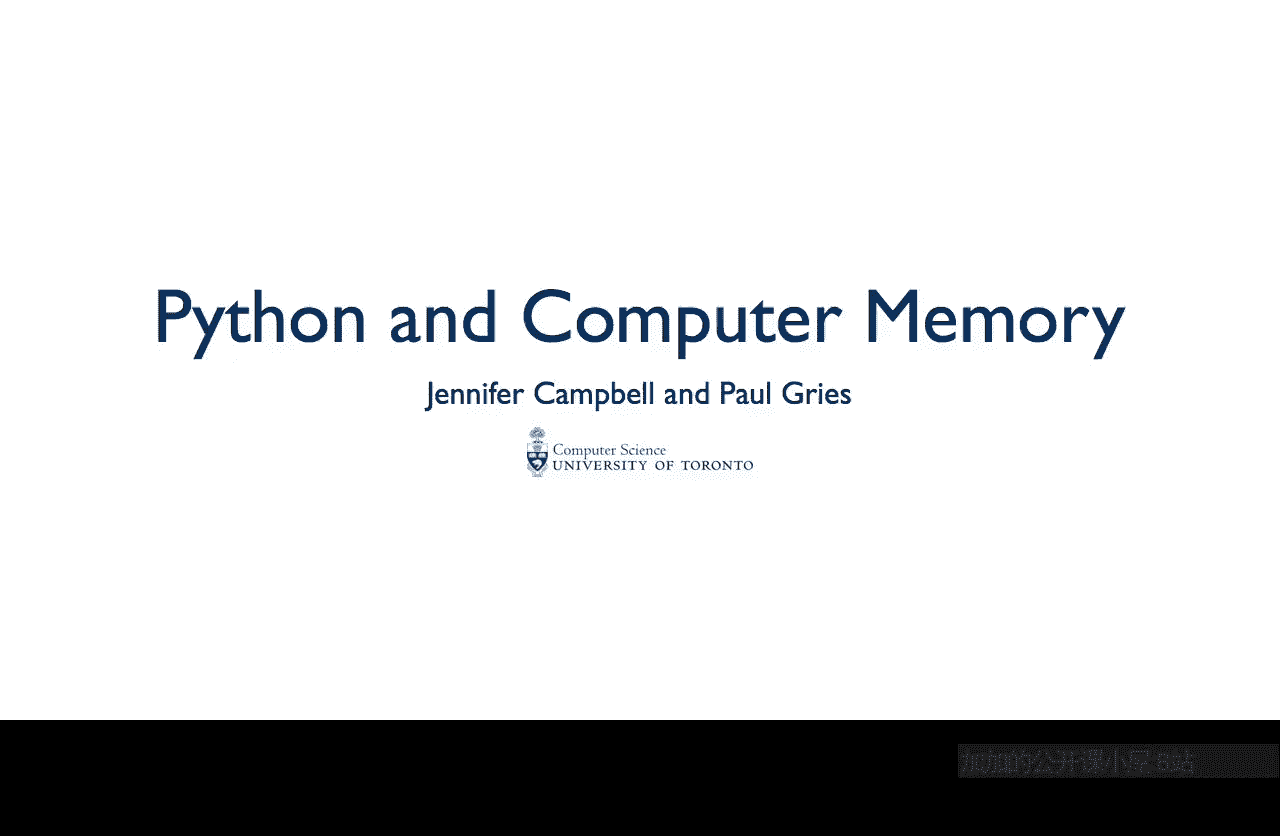 Python and Computer Memory
Jennifer Campbell and Paul Gries
Computer Science
UNIVERSITY OF TORONTO